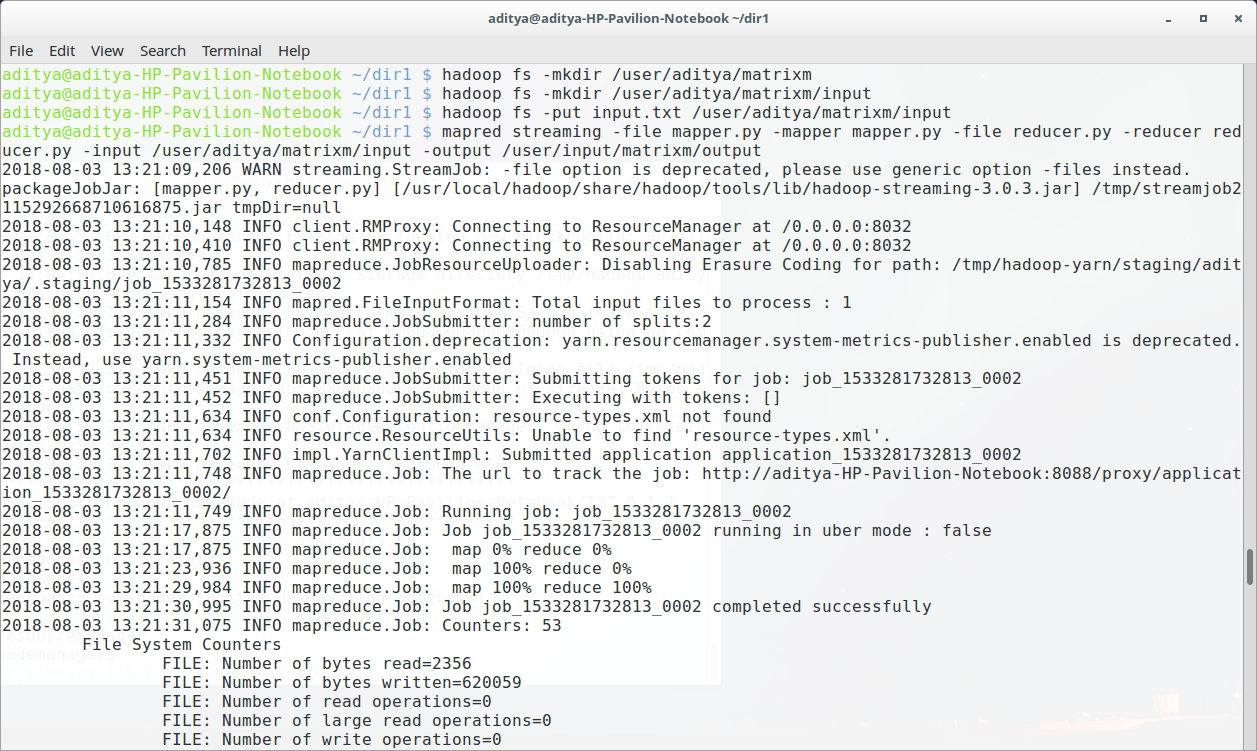 aditya@aditya-HP-Pavilion-Notebook ~/dir1
File Edit View Search Terminal Help
aditya@aditya-HP-Pavilion-Notebook ~/dir1 $ hadoop fs -mkdir /user/aditya/matrixm
aditya@aditya-HP-Pavilion-Notebook ~/dir1 $ hadoop fs -mkdir /user/aditya/matrixm/input
aditya@aditya-HP-Pavilion-Notebook ~/dir1 $ hadoop fs -put input.txt /user/aditya/matrixm/input
aditya@aditya-HP-Pavilion-Notebook ~/dir1 $ mapred streaming -file mapper.py -mapper mapper.py -file reducer.py -reducer red
ucer.py -input /user/aditya/matrixm/input -output /user/input/matrixm/output
2018-08-03 13:21:09,206 WARN streaming.StreamJob: -file option is deprecated, please use generic option -files instead.
packageJobJar: [mapper.py, reducer.py] [/usr/local/hadoop/share/hadoop/tools/lib/hadoop-streaming-3.0.3.jar] /tmp/streamjob2
115292668710616875.jar tmpDir=null
2018-08-03 13:21:10,148 INFO client.RMProxy: Connecting to ResourceManager at /0.0.0.0:8032
2018-08-03 13:21:10,410 INFO client.RMProxy: Connecting to ResourceManager at /0.0.0.0:8032
2018-08-03 13:21:10,785 INFO mapreduce.JobResourceUploader: Disabling Erasure Coding for path: /tmp/hadoop-yarn/staging/adit
ya/.staging/job_1533281732813_0002
2018-08-03 13:21:11,154 INFO mapred.FileInputFormat: Total input files to process : 1
2018-08-03 13:21:11,284 INFO mapreduce.JobSubmitter: number of splits:2
2018-08-03 13:21:11,332 INFO Configuration.deprecation: yarn.resourcemanager.system-metrics-publisher.enabled is deprecated.
 Instead, use yarn.system-metrics-publisher.enabled
2018-08-03 13:21:11,451 INFO mapreduce.JobSubmitter: Submitting tokens for job: job_1533281732813_0002
2018-08-03 13:21:11,452 INFO mapreduce.JobSubmitter: Executing with tokens: []
2018-08-03 13:21:11,634 INFO conf.Configuration: resource-types.xml not found
2018-08-03 13:21:11,634 INFO resource.ResourceUtils: Unable to find 'resource-types.xml'.
2018-08-03 13:21:11,702 INFO impl.YarnClientImpl: Submitted application application_1533281732813_0002
2018-08-03 13:21:11,748 INFO mapreduce.Job: The url to track the job: http://aditya-HP-Pavilion-Notebook:8088/proxy/applicat
ion_1533281732813_0002/
2018-08-03 13:21:11,749 INFO mapreduce.Job: Running job: job_1533281732813_0002
2018-08-03 13:21:17,875 INFO mapreduce.Job: Job job_1533281732813_0002 running in uber mode : false
2018-08-03 13:21:17,875 INFO mapreduce.Job:  map 0% reduce 0%
2018-08-03 13:21:23,936 INFO mapreduce.Job:  map 100% reduce 0%
2018-08-03 13:21:29,984 INFO mapreduce.Job:  map 100% reduce 100%
2018-08-03 13:21:30,995 INFO mapreduce.Job: Job job_1533281732813_0002 completed successfully
2018-08-03 13:21:31,075 INFO mapreduce.Job: Counters: 53
        File System Counters
                FILE: Number of bytes read=2356
                FILE: Number of bytes written=620059
                FILE: Number of read operations=0
                FILE: Number of large read operations=0
                FILE: Number of write operations=0